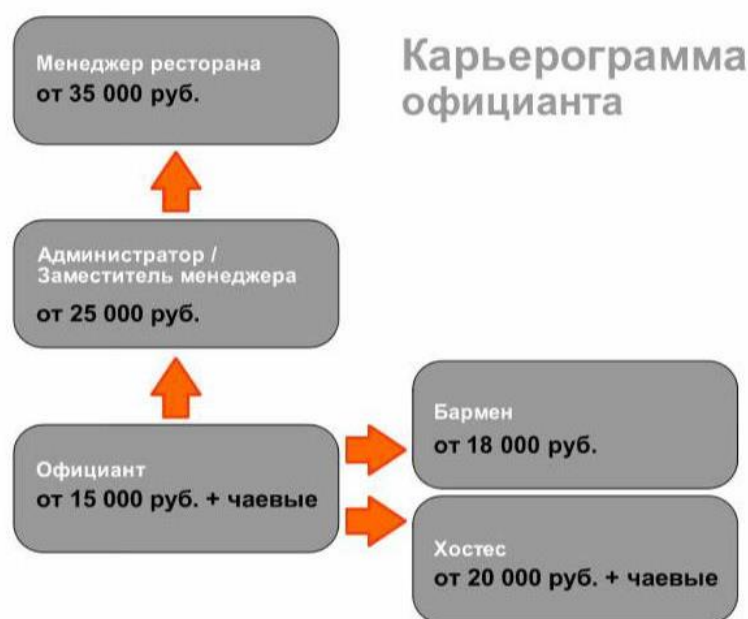 Карьерограмма
официанта
Менеджер ресторана
от 35 000 руб.
Администратор /
Заместитель менеджера
от 25 000 руб.
Официант
от 15 000 руб. + чаевые
Бармен
от 18 000 руб.
Хостес
от 20 000 руб. + чаевые